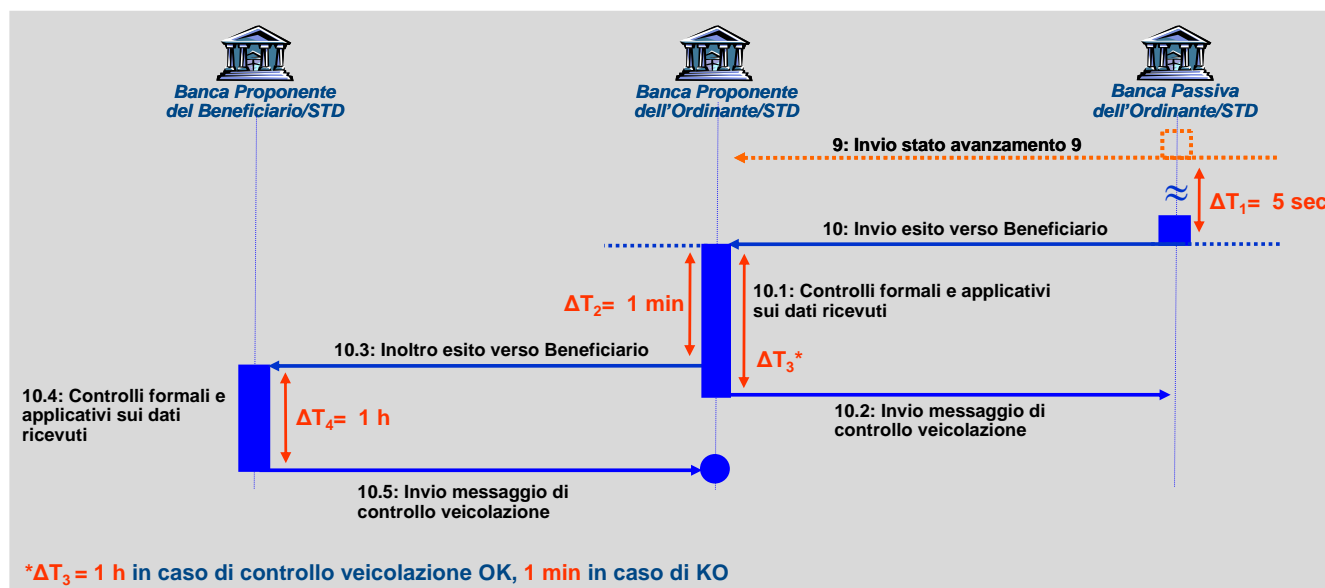 Banca Proponente
del Beneficiario/STD
Banca Proponente
dell'Ordinante/STD
Banca Passiva
dell'Ordinante/STD
9: Invio stato avanzamento 9
≈
ΔT1= 5 sec
10: Invio esito verso Beneficiario
ΔT2= 1 min
10.1: Controlli formali e applicativi
sui dati ricevuti
10.3: Inoltro esito verso Beneficiario
ΔT3*
10.4: Controlli formali e
applicativi sui dati
ricevuti
ΔT4= 1 h
10.2: Invio messaggio di
controllo veicolazione
10.5: Invio messaggio di
controllo veicolazione
*ΔT3 = 1 h in caso di controllo veicolazione OK, 1 min in caso di KO